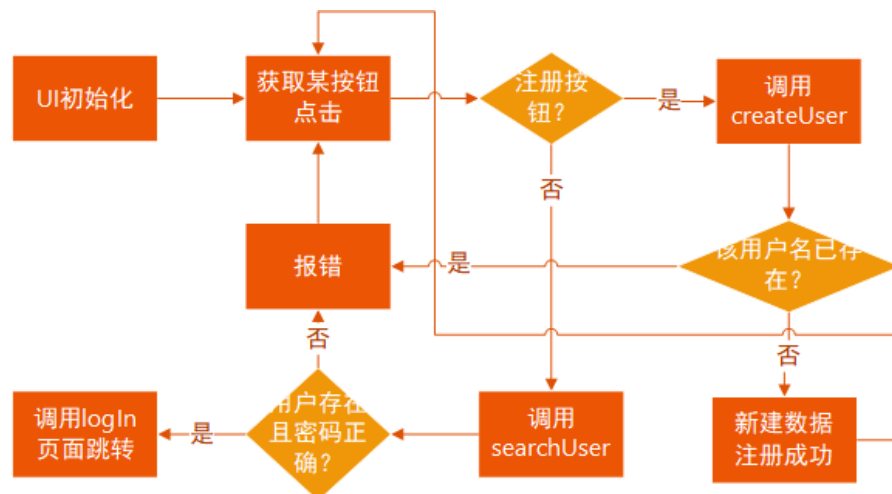 UI初始化
获取某按钮
点击
注册按
钮？
是
调用
createUser
否
报错
是
该用户名已存
在？
否
否
调用logIn
页面跳转
是
用户存在
且密码正
确？
调用
searchUser
新建数据
注册成功